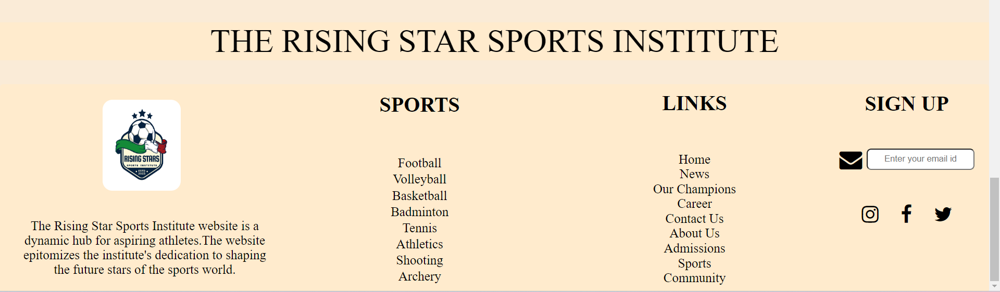 THE RISING STAR SPORTS INSTITUTE
RISING STARS
SPORTS INSTITUTE
ESTD
2023
The Rising Star Sports Institute website is a
dynamic hub for aspiring athletes.The website
epitomizes the institute's dedication to shaping
the future stars of the sports world.
SPORTS
Football
Volleyball
Basketball
Badminton
Tennis
Athletics
Shooting
Archery
LINKS
Home
News
Our Champions
Career
Contact Us
About Us
Admissions
Sports
Community
SIGN UP
Enter your email id